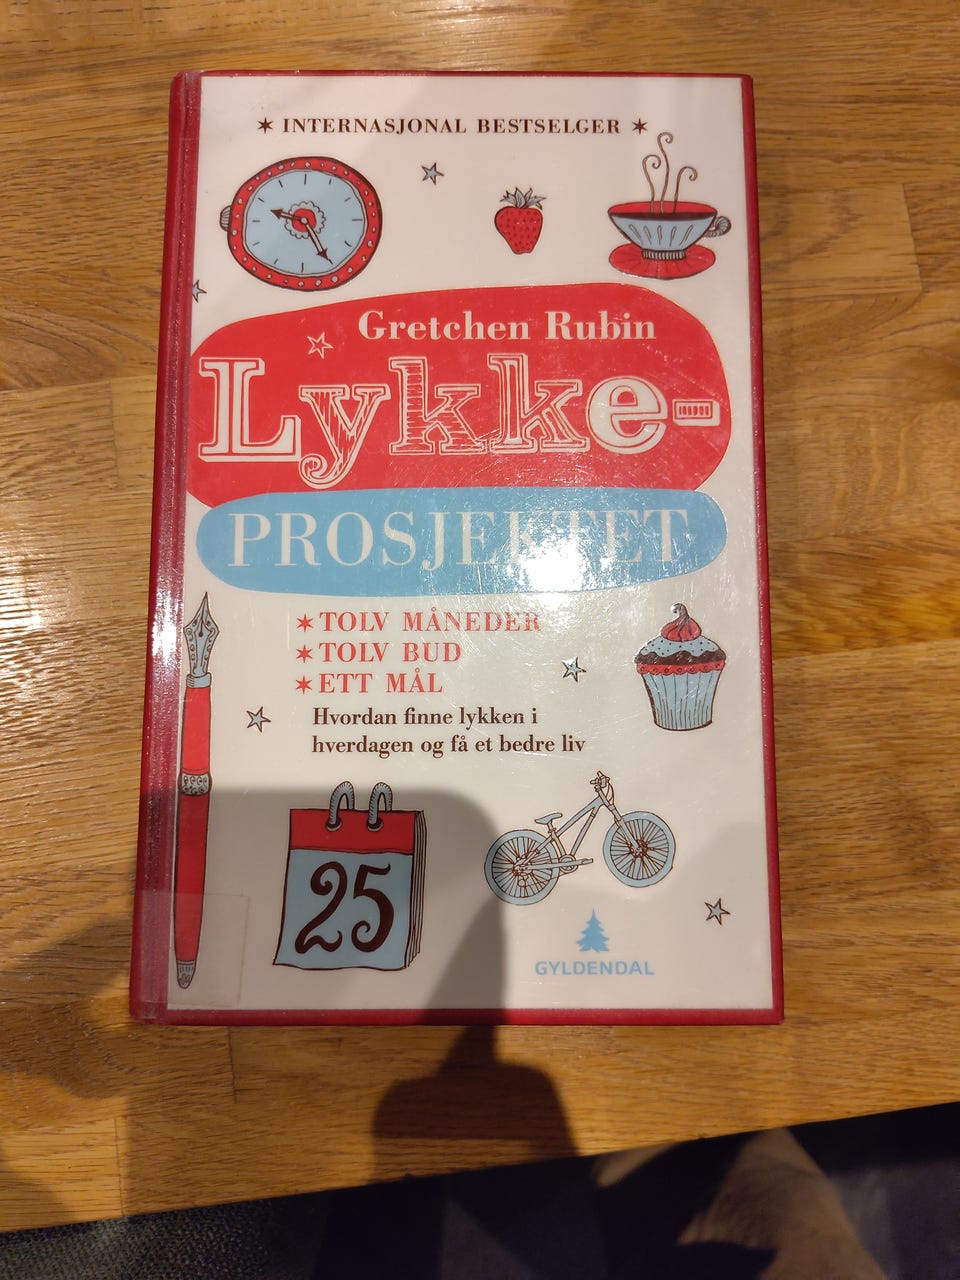 ✶ INTERNASJONAL BESTSELGER ✶
Gretchen Rubin
Lykke-
PROSJEKTET
✶ TOLV MÅNEDER
✶ TOLV BUD
✶ ETT MÅL
Hvordan finne lykken i
hverdagen og få et bedre liv
25
GYLDENDAL